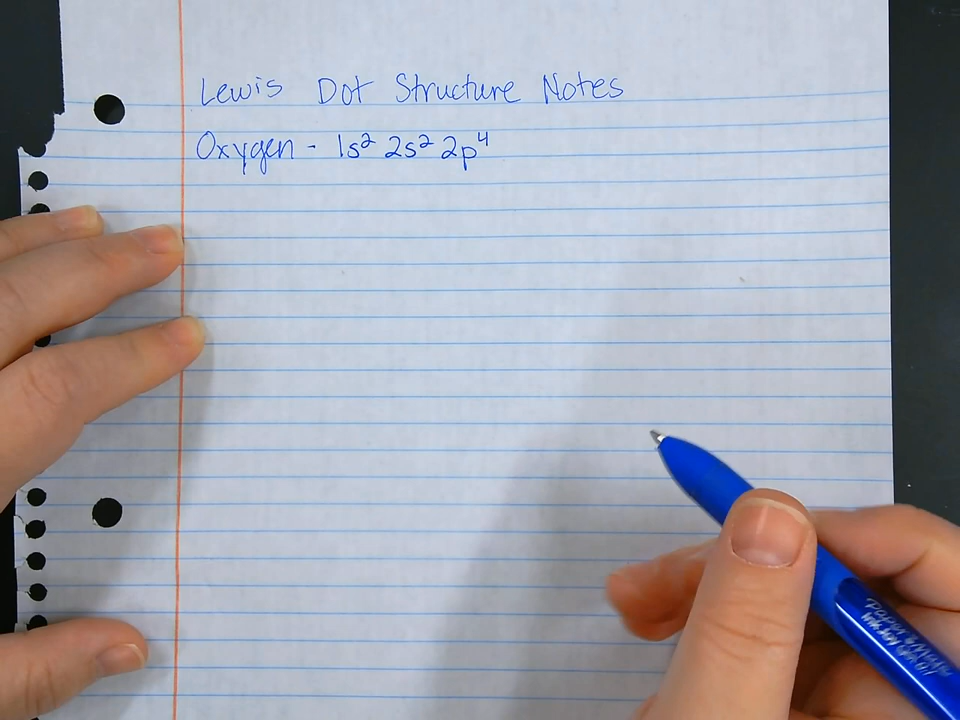 Lewis Dot Structure Notes
Oxygen - 1s² 2s² 2p⁴